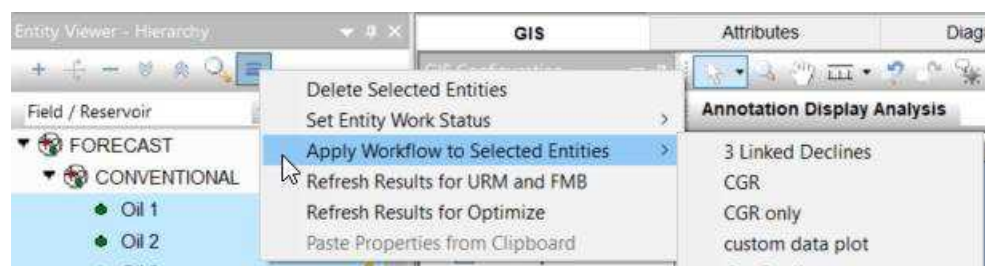 Entity Viewer - Hierarchy
GIS
Attributes
Field / Reservoir
FORECAST
CONVENTIONAL
Oil 1
Oil 2
Delete Selected Entities
Set Entity Work Status
Apply Workflow to Selected Entities
Refresh Results for URM and FMB
Refresh Results for Optimize
Paste Properties from Clipboard
Annotation Display Analysis
3 Linked Declines
CGR
CGR only
custom data plot